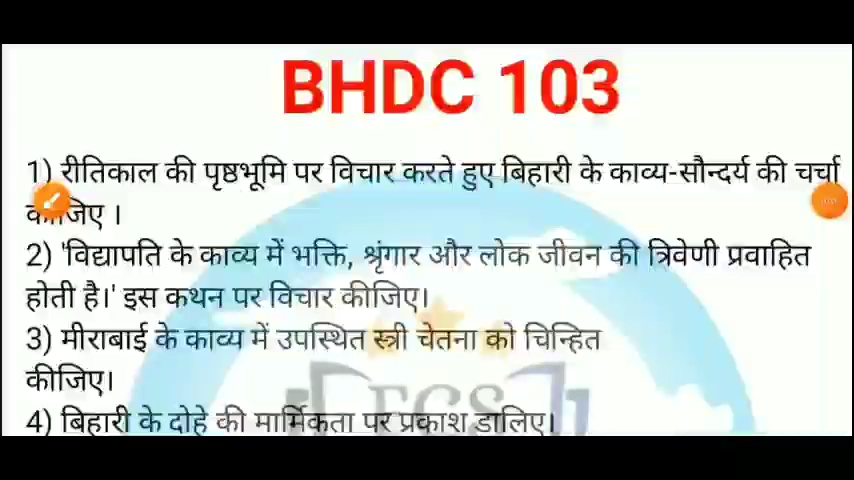 BHDC 103
1) रीतिकाल की पृष्ठभूमि पर विचार करते हुए बिहारी के काव्य-सौन्दर्य की चर्चा
कीजिए ।
2) 'विद्यापति के काव्य में भक्ति, श्रृंगार और लोक जीवन की त्रिवेणी प्रवाहित
होती है।' इस कथन पर विचार कीजिए।
3) मीराबाई के काव्य में उपस्थित स्त्री चेतना को चिन्हित
कीजिए।
4) बिहारी के दोहे की मार्मिकता पर प्रकाश डालिए।